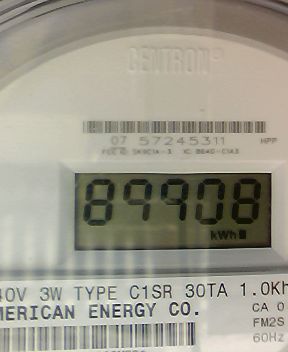 CENTRON®
07 57245311 HPP
89908
kWh
40V 3W TYPE C1SR 30TA 1.0Kh
MERICAN ENERGY CO.
CA 0
FM2S
60Hz